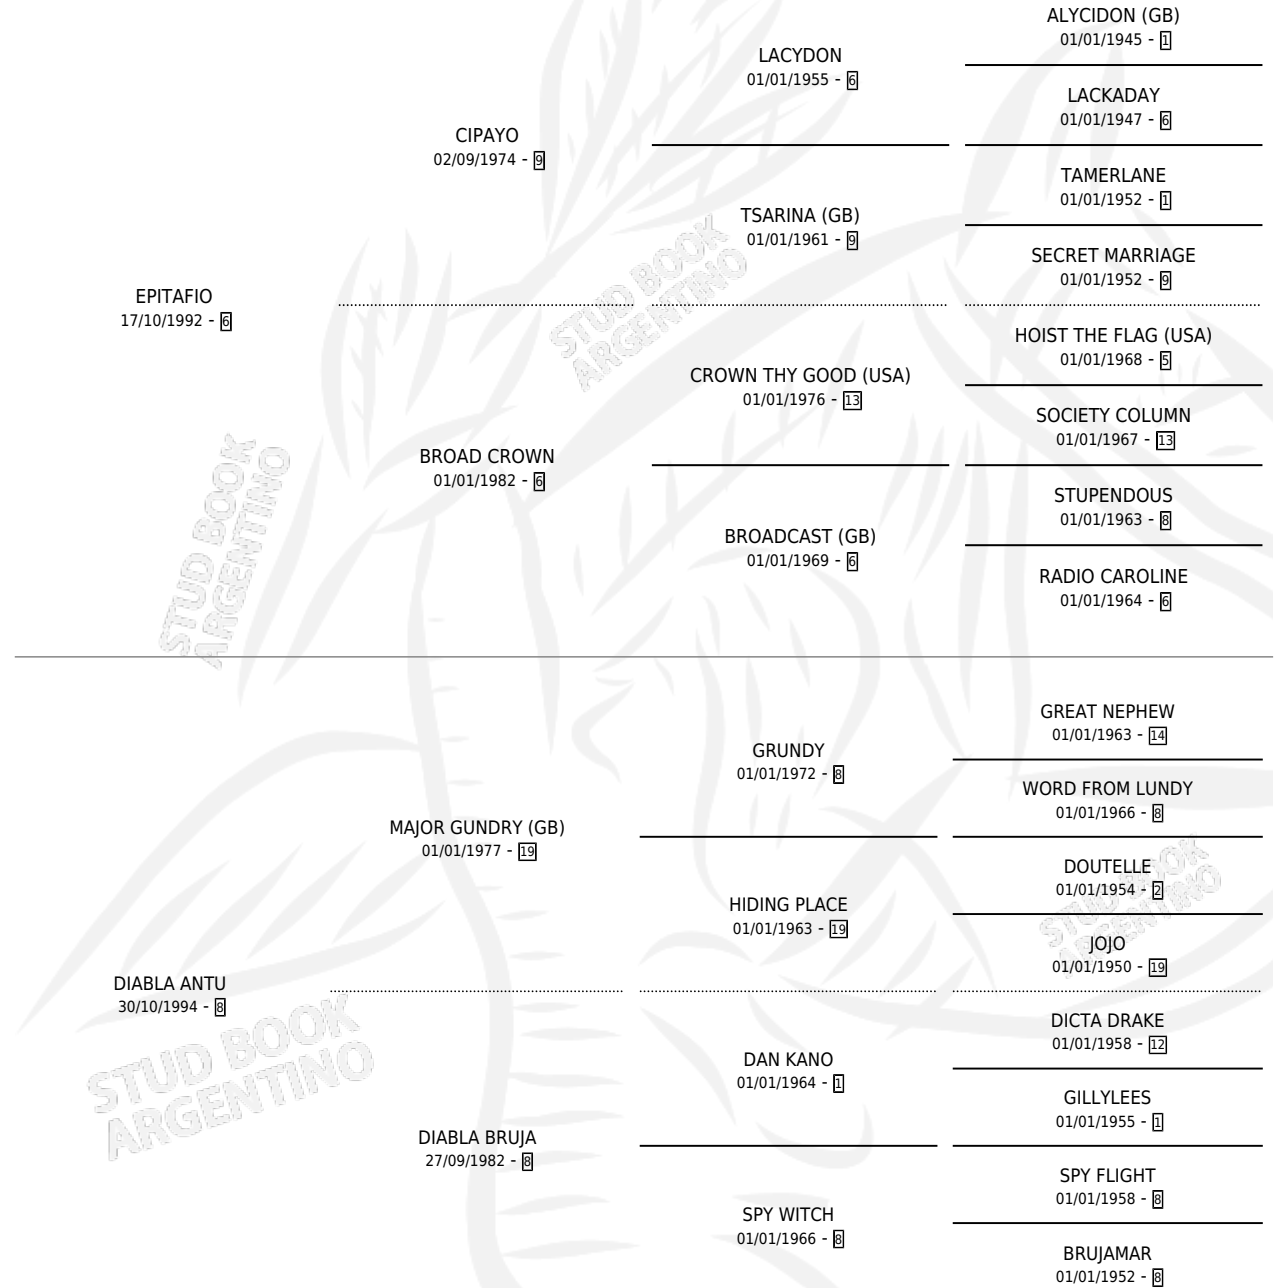 ALYCIDON (GB)
01/01/1945 - 1
LACYDON
01/01/1955 - 6
LACKADAY
01/01/1947 - 6
CIPAYO
02/09/1974 - 9
TAMERLANE
01/01/1952 - 1
TSARINA (GB)
01/01/1961 - 9
SECRET MARRIAGE
01/01/1952 - 9
EPITAFIO
17/10/1992 - 6
HOIST THE FLAG (USA)
01/01/1968 - 5
CROWN THY GOOD (USA)
01/01/1976 - 13
SOCIETY COLUMN
01/01/1967 - 13
BROAD CROWN
01/01/1982 - 6
STUPENDOUS
01/01/1963 - 8
BROADCAST (GB)
01/01/1969 - 6
RADIO CAROLINE
01/01/1964 - 6
STUD BOOK
ARGENTINO
STUD BOOK
ARGENTINO
GREAT NEPHEW
01/01/1963 - 14
GRUNDY
01/01/1972 - 8
WORD FROM LUNDY
01/01/1966 - 8
MAJOR GUNDRY (GB)
01/01/1977 - 19
DOUTELLE
01/01/1954 - 2
HIDING PLACE
01/01/1963 - 19
JOJO
01/01/1950 - 19
STUD BOOK
ARGENTINO
DIABLA ANTU
30/10/1994 - 8
DICTA DRAKE
01/01/1958 - 12
DAN KANO
01/01/1964 - 1
GILLYLEES
01/01/1955 - 1
DIABLA BRUJA
27/09/1982 - 8
SPY FLIGHT
01/01/1958 - 8
SPY WITCH
01/01/1966 - 8
BRUJAMAR
01/01/1952 - 8
STUD BOOK
ARGENTINO